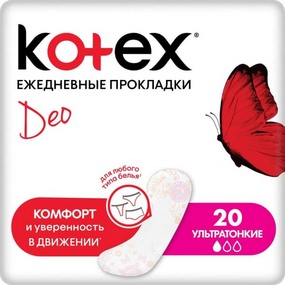 kotex®
ЕЖЕДНЕВНЫЕ ПРОКЛАДКИ
Deo
для любого
типа белья*
КОМФОРТ
и уверенность
В ДВИЖЕНИИ*
20
УЛЬТРАТОНКИЕ